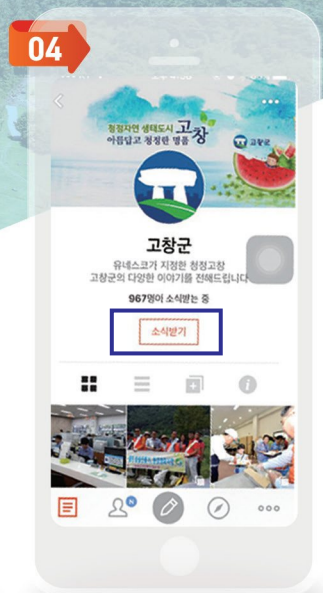 04
청정자연 생태도시 고창
아름답고 청정한 명품
고창군
고창군
유네스코가 지정한 청정고창
고창군의 다양한 이야기를 전해드립니다
967명이 소식받는 중
소식받기
N